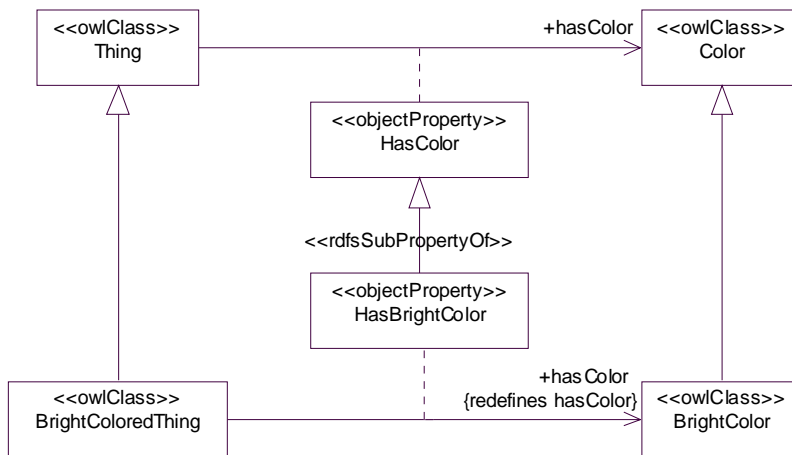 <<owlClass>>
Thing
+hasColor
<<owlClass>>
Color
<<objectProperty>>
HasColor
<<rdfsSubPropertyOf>>
<<objectProperty>>
HasBrightColor
<<owlClass>>
BrightColoredThing
+hasColor
{redefines hasColor}
<<owlClass>>
BrightColor